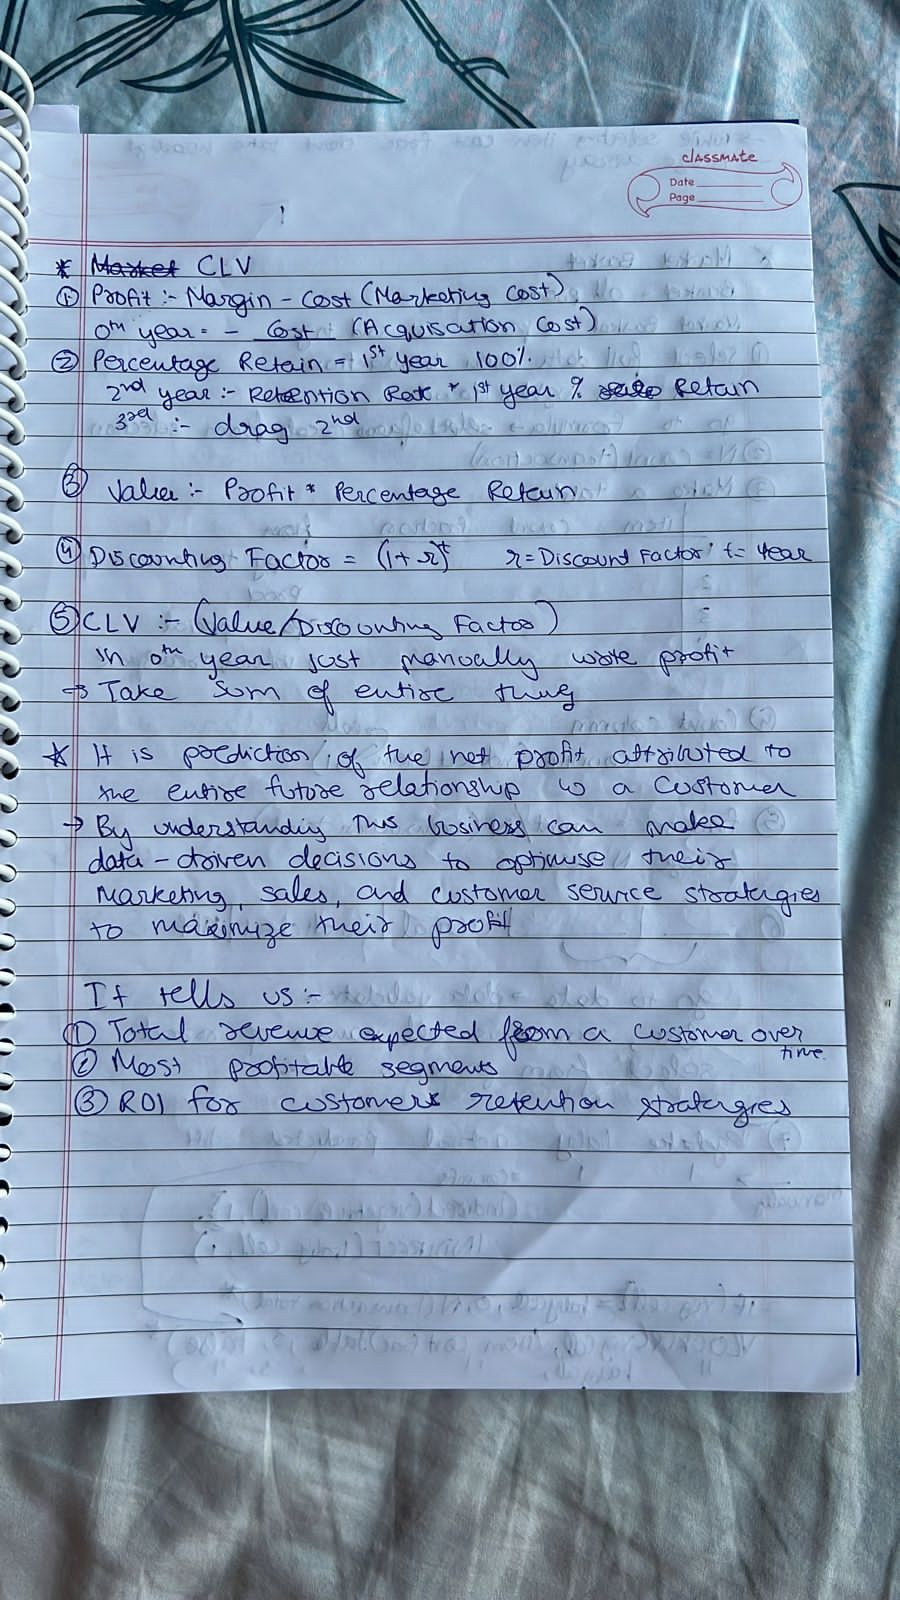 classmate
Date
Page
* Market CLV
① Profit :- Margin - Cost (Marketing Cost)
0th year = - Cost (Acquisation Cost)
② Percentage Retain = 1st year 100%.
2nd year :- Retention Rate * 1st year % Retain
3rd :- drag 2nd
③ Value :- Profit * Percentage Retain
④ Discounting Factor = (1+r)^t r = Discount Factor t = year
⑤ CLV :- (Value/Discounting Factor)
In 0th year just manually write profit
→ Take Sum of entire thing
* It is prediction of the net profit attributed to
the entire future relationship w a customer
→ By understanding this business can make
data-driven decisions to optimise their
Marketing, sales, and customer service stratergies
to maximize their profit
It tells us :-
① Total revenue expected from a customer over
time
② Most profitable segments
③ ROI for customers retention stratergies